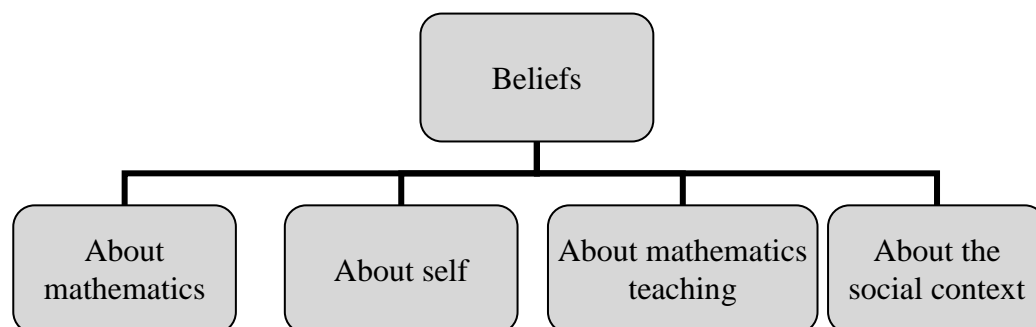 Beliefs
About
mathematics
About self
About mathematics
teaching
About the
social context